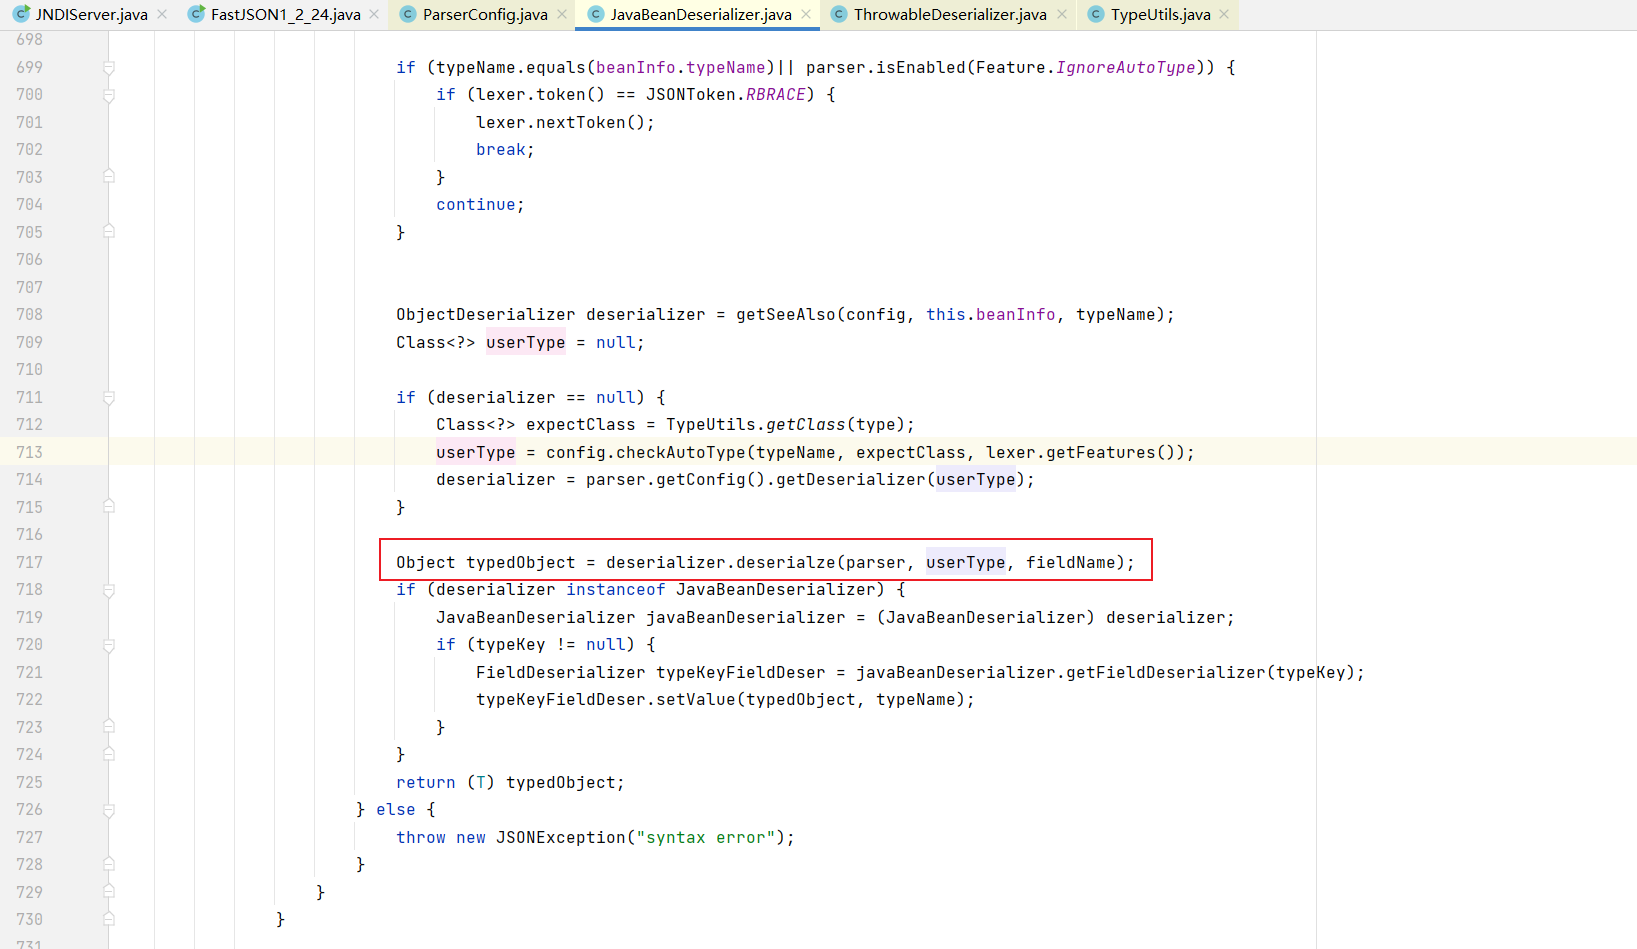 JNDIServer.java FastJSON1_2_24.java ParserConfig.java JavaBeanDeserializer.java ThrowableDeserializer.java TypeUtils.java
698
699 if (typeName.equals(beanInfo.typeName)|| parser.isEnabled(Feature.IgnoreAutoType)) {
700 if (lexer.token() == JSONToken.RBRACE) {
701 lexer.nextToken();
702 break;
703 }
704 continue;
705 }
706
707
708 ObjectDeserializer deserializer = getSeeAlso(config, this.beanInfo, typeName);
709 Class<?> userType = null;
710
711 if (deserializer == null) {
712 Class<?> expectClass = TypeUtils.getClass(type);
713 userType = config.checkAutoType(typeName, expectClass, lexer.getFeatures());
714 deserializer = parser.getConfig().getDeserializer(userType);
715 }
716
717 Object typedObject = deserializer.deserialze(parser, userType, fieldName);
718 if (deserializer instanceof JavaBeanDeserializer) {
719 JavaBeanDeserializer javaBeanDeserializer = (JavaBeanDeserializer) deserializer;
720 if (typeKey != null) {
721 FieldDeserializer typeKeyFieldDeser = javaBeanDeserializer.getFieldDeserializer(typeKey);
722 typeKeyFieldDeser.setValue(typedObject, typeName);
723 }
724 }
725 return (T) typedObject;
726 } else {
727 throw new JSONException("syntax error");
728 }
729 }
730 }
731